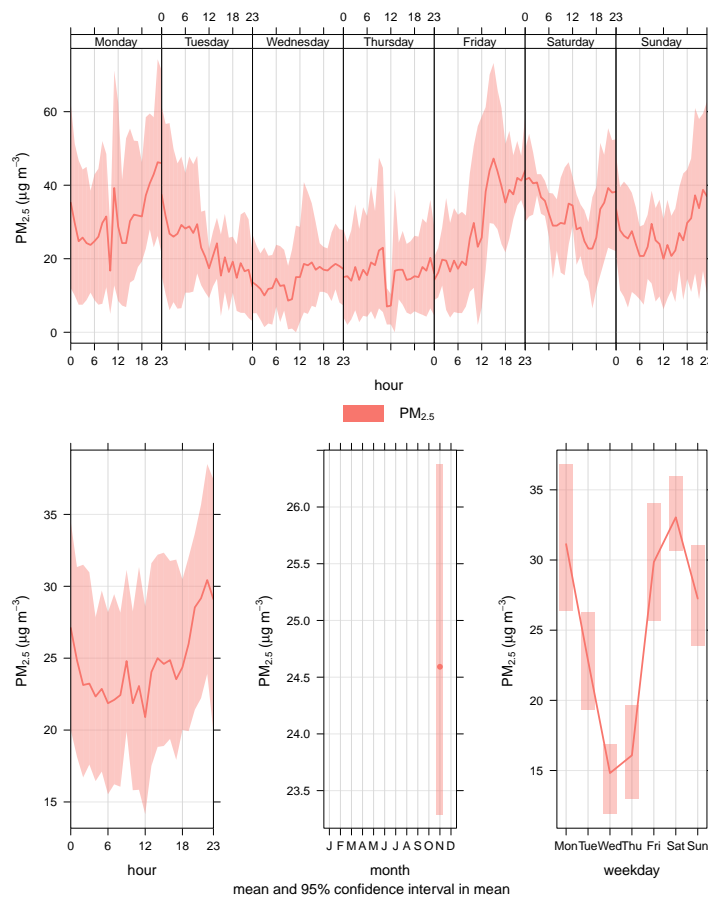 0 6 12 18 23 0 6 12 18 23 0 6 12 18 23
Monday Tuesday Wednesday Thursday Friday Saturday Sunday
60
40
20
0
PM2.5 (μg m−3)
0 6 12 18 23 0 6 12 18 23 0 6 12 18 23 0 6 12 18 23
hour
PM2.5
35
30
25
20
15
PM2.5 (μg m−3)
0 6 12 18 23
hour
26.0
25.5
25.0
24.5
24.0
23.5
PM2.5 (μg m−3)
J F M A M J J A S O N D
month
35
30
25
20
15
PM2.5 (μg m−3)
Mon Tue Wed Thu Fri Sat Sun
weekday
mean and 95% confidence interval in mean